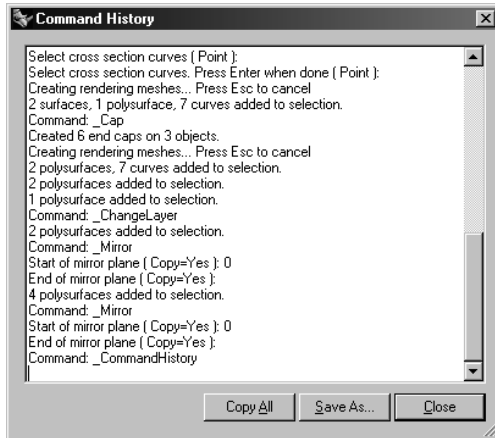 Command History
Select cross section curves ( Point ):
Select cross section curves. Press Enter when done ( Point ):
Creating rendering meshes... Press Esc to cancel
2 surfaces, 1 polysurface, 7 curves added to selection.
Command: _Cap
Created 6 end caps on 3 objects.
Creating rendering meshes... Press Esc to cancel
2 polysurfaces, 7 curves added to selection.
2 polysurfaces added to selection.
1 polysurface added to selection.
Command: _ChangeLayer
2 polysurfaces added to selection.
Command: _Mirror
Start of mirror plane ( Copy=Yes ): 0
End of mirror plane ( Copy=Yes ):
4 polysurfaces added to selection.
Command: _Mirror
Start of mirror plane ( Copy=Yes ): 0
End of mirror plane ( Copy=Yes ):
Command: _CommandHistory
Copy All Save As... Close